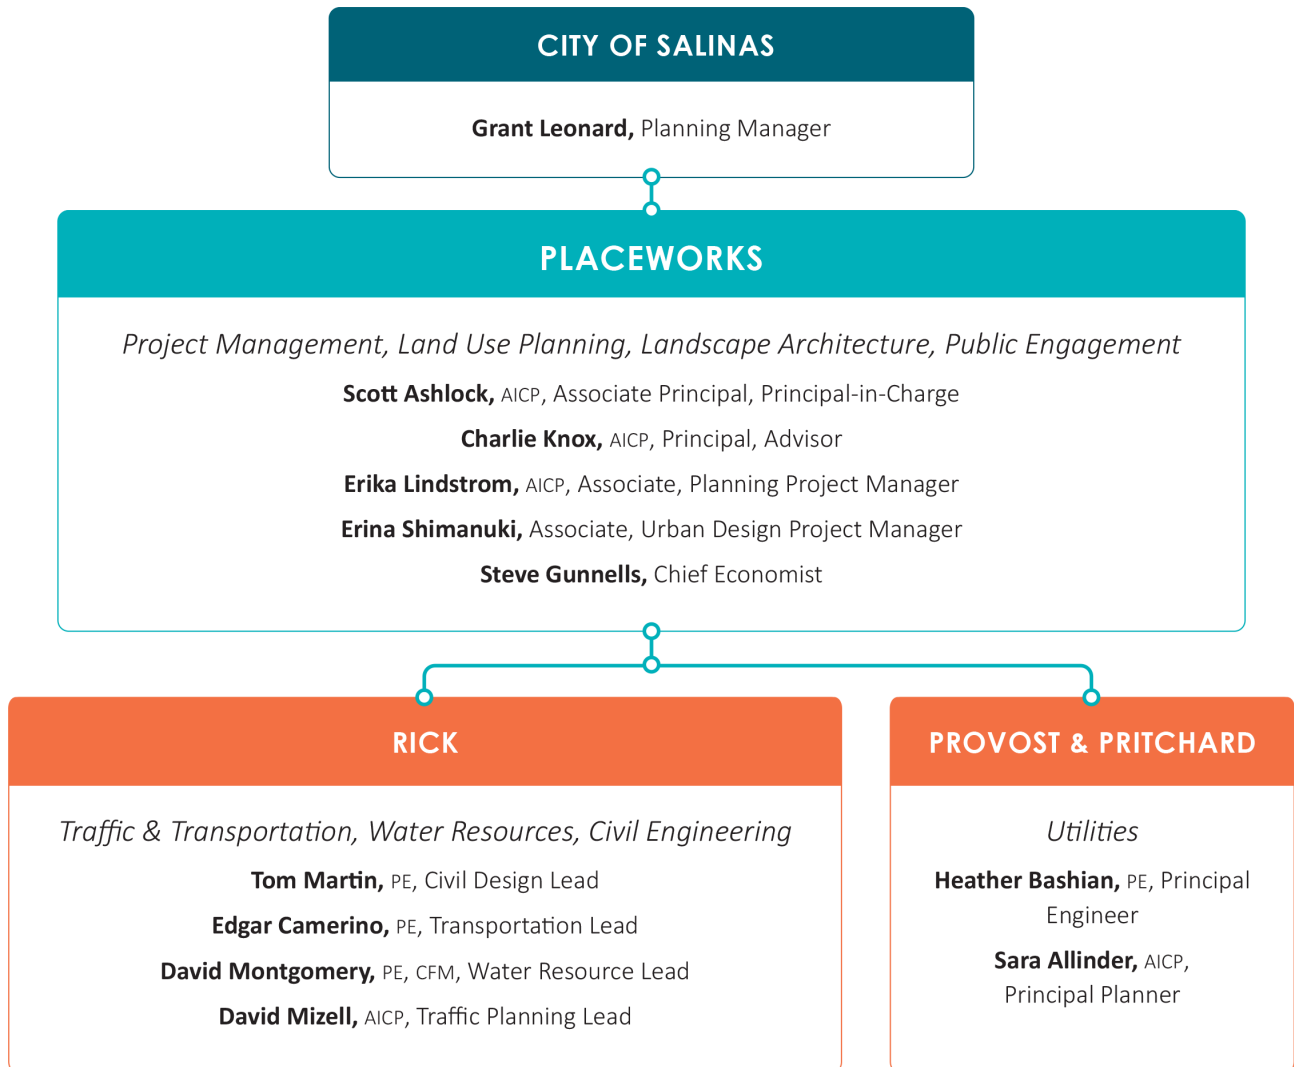 CITY OF SALINAS
Grant Leonard, Planning Manager
PLACEWORKS
Project Management, Land Use Planning, Landscape Architecture, Public Engagement
Scott Ashlock, AICP, Associate Principal, Principal-in-Charge
Charlie Knox, AICP, Principal, Advisor
Erika Lindstrom, AICP, Associate, Planning Project Manager
Erina Shimanuki, Associate, Urban Design Project Manager
Steve Gunnells, Chief Economist
RICK
Traffic & Transportation, Water Resources, Civil Engineering
Tom Martin, PE, Civil Design Lead
Edgar Camerino, PE, Transportation Lead
David Montgomery, PE, CFM, Water Resource Lead
David Mizell, AICP, Traffic Planning Lead
PROVOST & PRITCHARD
Utilities
Heather Bashian, PE, Principal
Engineer
Sara Allinder, AICP,
Principal Planner